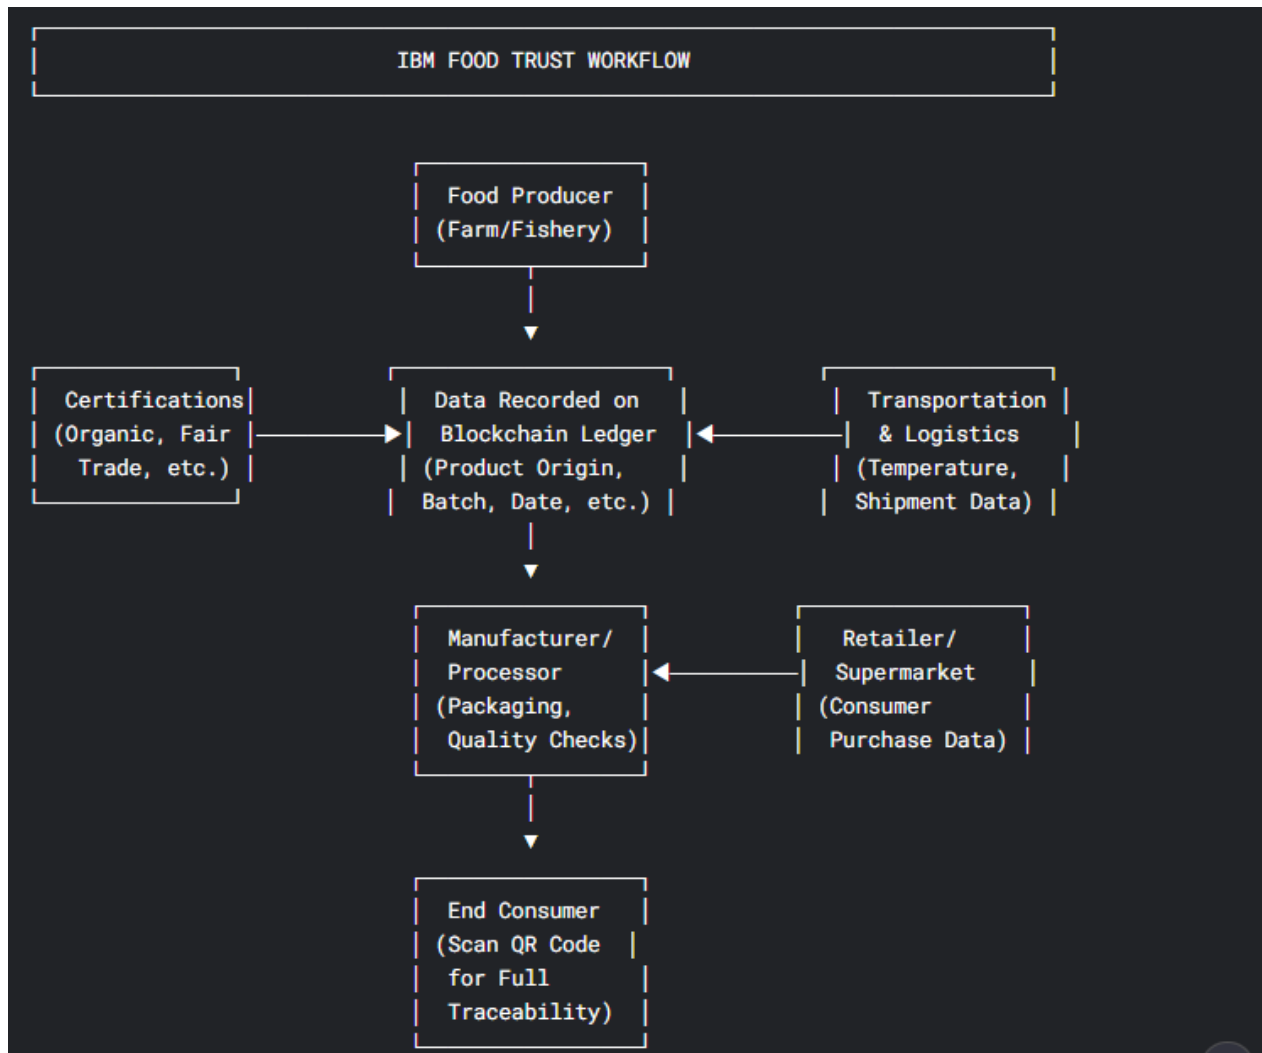 IBM FOOD TRUST WORKFLOW
Food Producer
(Farm/Fishery)
Certifications
(Organic, Fair
Trade, etc.)
Data Recorded on
Blockchain Ledger
(Product Origin,
Batch, Date, etc.)
Transportation
& Logistics
(Temperature,
Shipment Data)
Manufacturer/
Processor
(Packaging,
Quality Checks)
Retailer/
Supermarket
(Consumer
Purchase Data)
End Consumer
(Scan QR Code
for Full
Traceability)